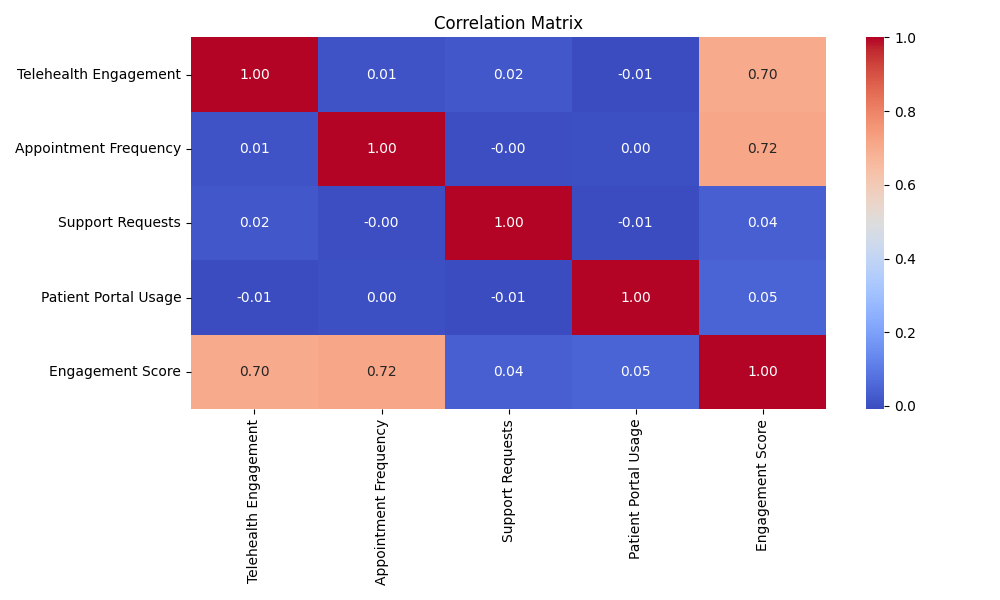 Correlation Matrix
Telehealth Engagement 1.00 0.01 0.02 -0.01 0.70
Appointment Frequency 0.01 1.00 -0.00 0.00 0.72
Support Requests 0.02 -0.00 1.00 -0.01 0.04
Patient Portal Usage -0.01 0.00 -0.01 1.00 0.05
Engagement Score 0.70 0.72 0.04 0.05 1.00
Telehealth Engagement
Appointment Frequency
Support Requests
Patient Portal Usage
Engagement Score
1.0
0.8
0.6
0.4
0.2
0.0